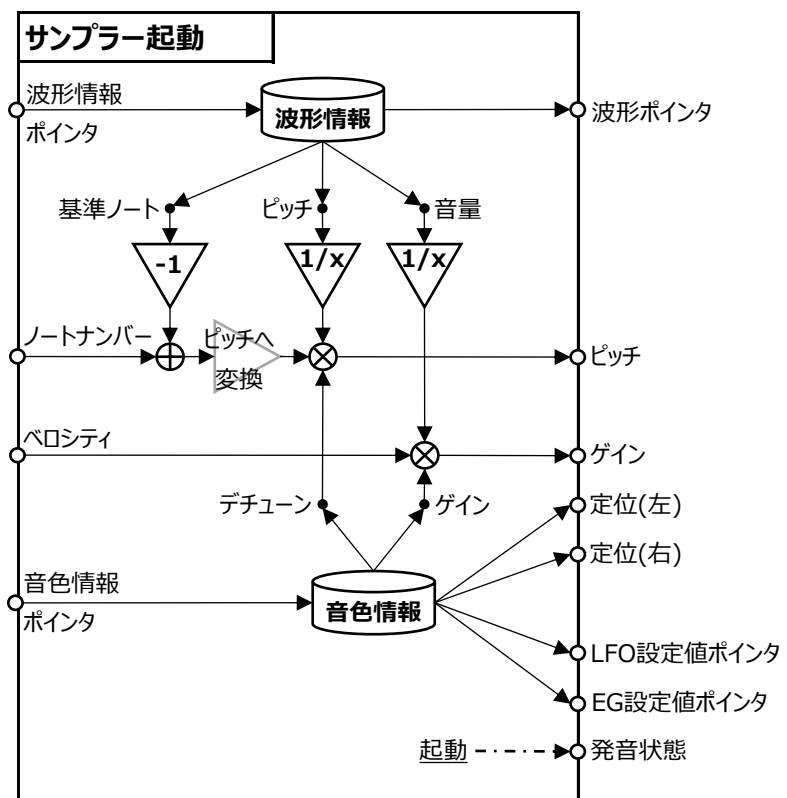 サンプラー起動
波形情報
ポインタ
波形情報
波形ポインタ
基準ノート
ピッチ
音量
-1
1/x
1/x
ノートナンバー
ピッチへ
変換
ピッチ
ベロシティ
ゲイン
デチューン
ゲイン
定位(左)
定位(右)
音色情報
ポインタ
音色情報
LFO設定値ポインタ
EG設定値ポインタ
起動
発音状態